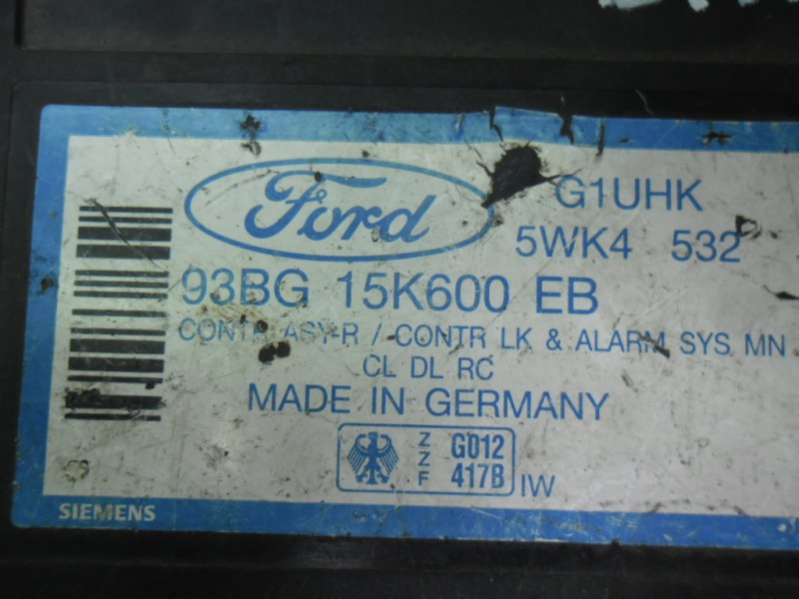 Ford
G1UHK
5WK4 532
93BG 15K600 EB
CONTR ASY-R / CONTR LK & ALARM SYS MN
CL DL RC
MADE IN GERMANY
ZZF
G012
417B
IW
SIEMENS